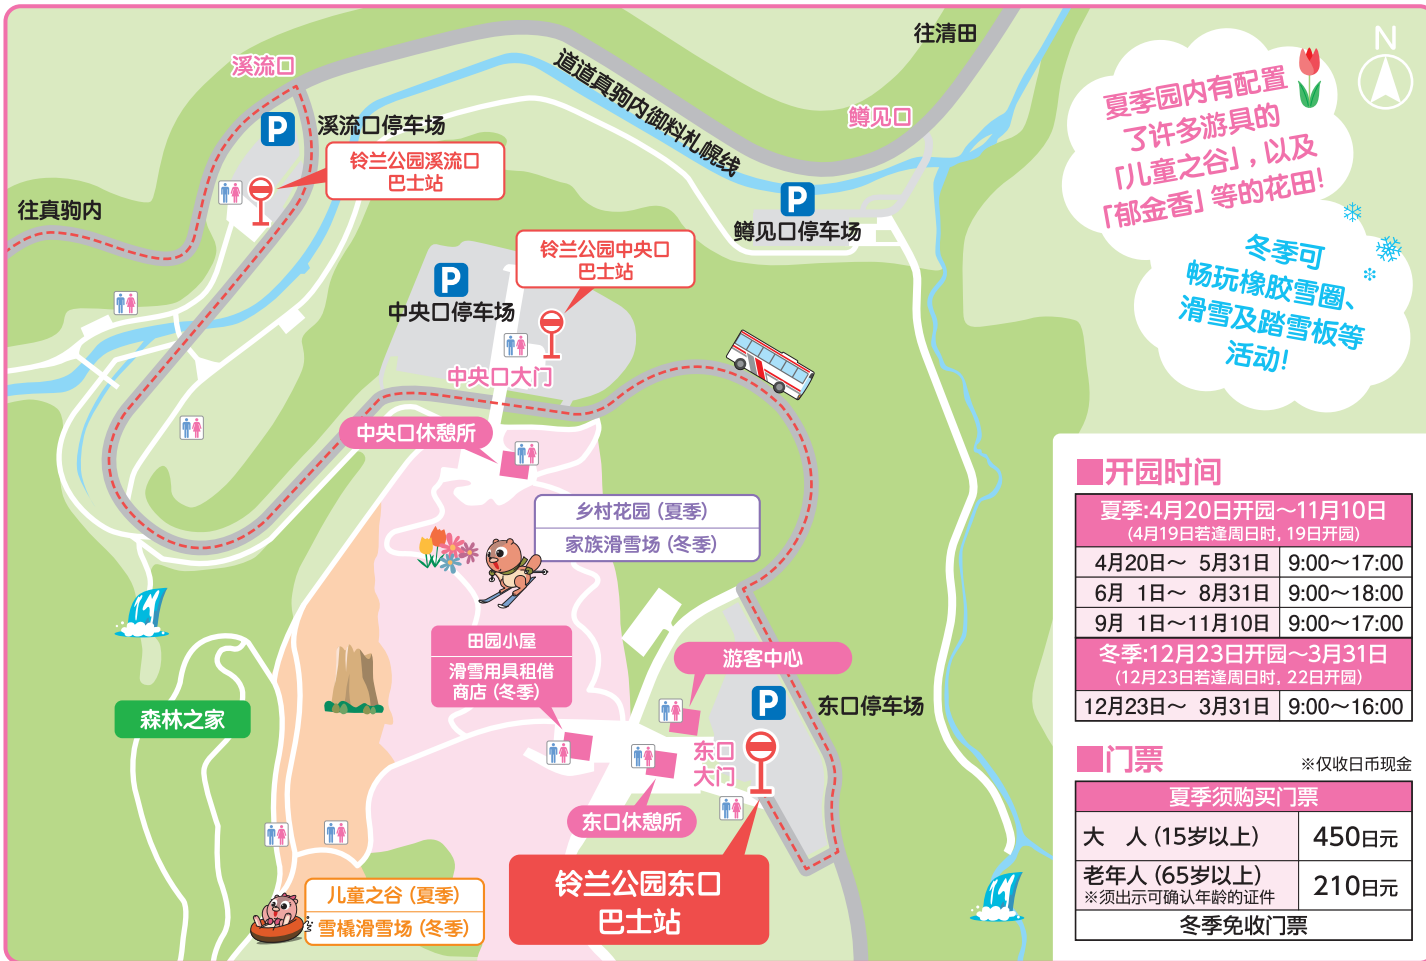 溪流口
往清田
N
道道真驹内御料札幌线
鳟见口
P
溪流口停车场
铃兰公园溪流口
巴士站
往真驹内
P
鳟见口停车场
铃兰公园中央口
巴士站
P
中央口停车场
中央口大门
中央口休憩所
乡村花园（夏季）
家族滑雪场（冬季）
田园小屋
滑雪用具租借
商店（冬季）
游客中心
P
东口停车场
东口
大门
森林之家
东口休憩所
铃兰公园东口
巴士站
儿童之谷（夏季）
雪橇滑雪场（冬季）
夏季园内有配置
了许多游具的
「儿童之谷」，以及
「郁金香」等的花田！
冬季可
畅玩橡胶雪圈、
滑雪及踏雪板等
活动！
■开园时间
夏季:4月20日开园～11月10日
(4月19日若逢周日时, 19日开园)
4月20日～ 5月31日 9:00～17:00
6月 1日～ 8月31日 9:00～18:00
9月 1日～11月10日 9:00～17:00
冬季:12月23日开园～3月31日
(12月23日若逢周日时, 22日开园)
12月23日～ 3月31日 9:00～16:00
■门票 ※仅收日币现金
夏季须购买门票
大 人（15岁以上） 450日元
老年人（65岁以上） 210日元
※须出示可确认年龄的证件
冬季免收门票